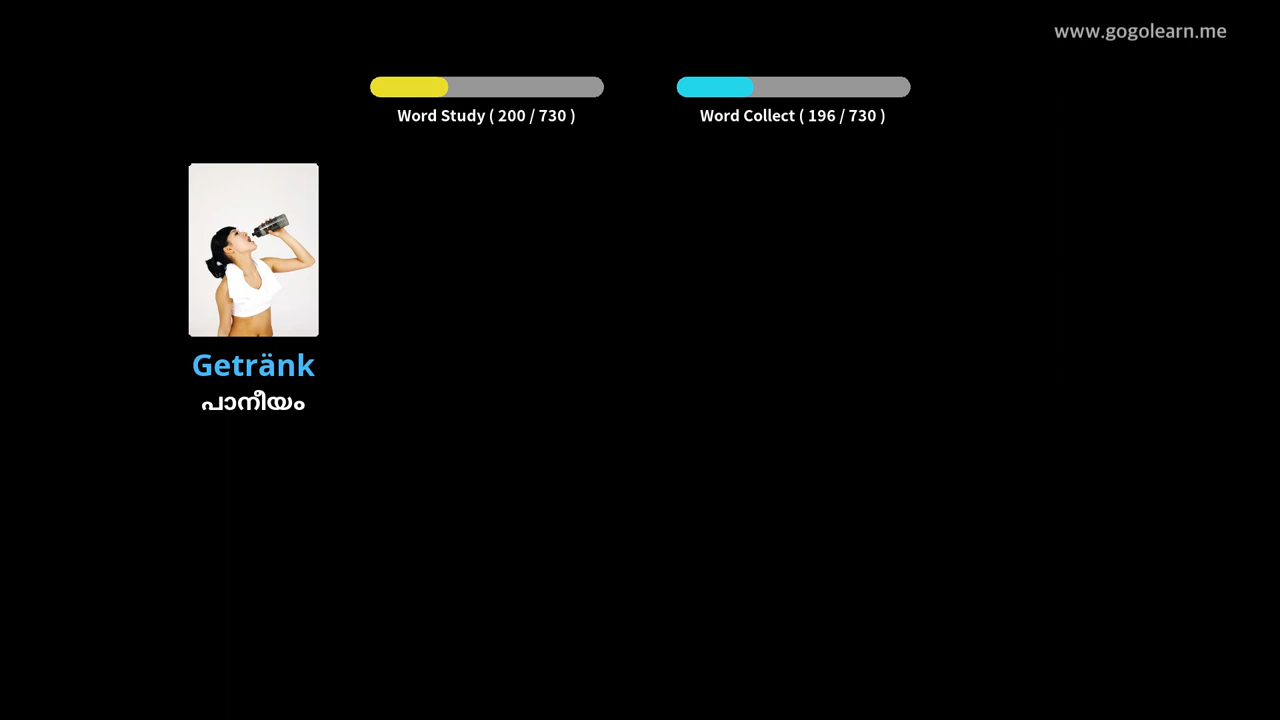 www.gogolearn.me
Word Study ( 200 / 730 )
Word Collect ( 196 / 730 )
Getränk
പാനീയം